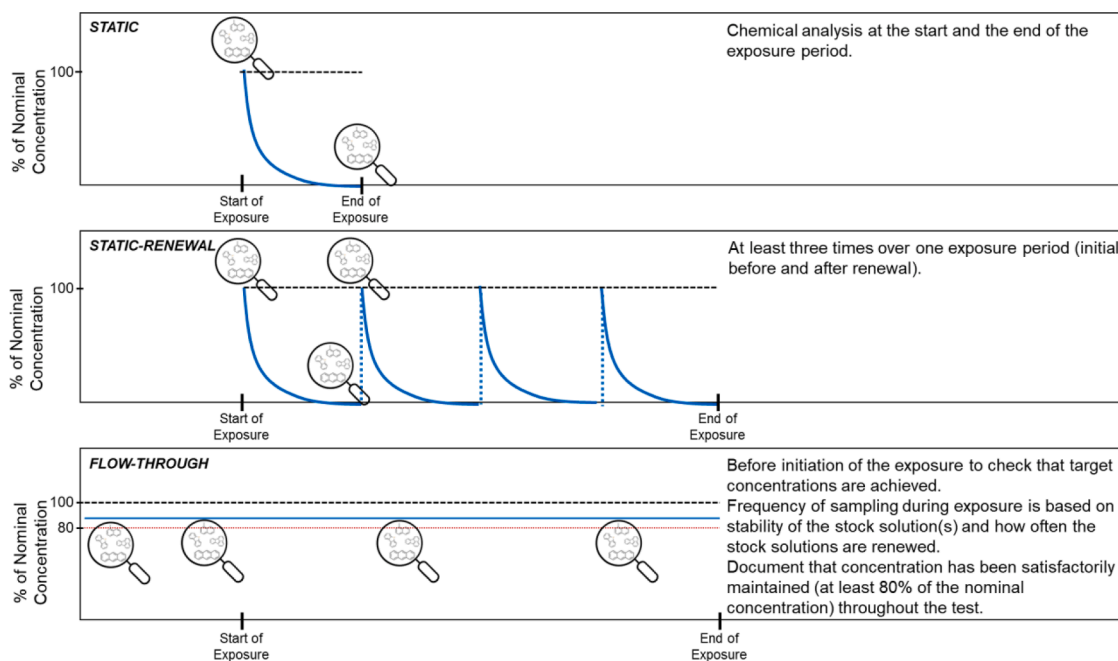 STATIC
Chemical analysis at the start and the end of the
exposure period.
% of Nominal
Concentration
100
Start of
Exposure
End of
Exposure
STATIC-RENEWAL
At least three times over one exposure period (initial
before and after renewal).
% of Nominal
Concentration
100
Start of
Exposure
End of
Exposure
FLOW-THROUGH
Before initiation of the exposure to check that target
concentrations are achieved.
Frequency of sampling during exposure is based on
stability of the stock solution(s) and how often the
stock solutions are renewed.
Document that concentration has been satisfactorily
maintained (at least 80% of the nominal
concentration) throughout the test.
% of Nominal
Concentration
100
80
Start of
Exposure
End of
Exposure